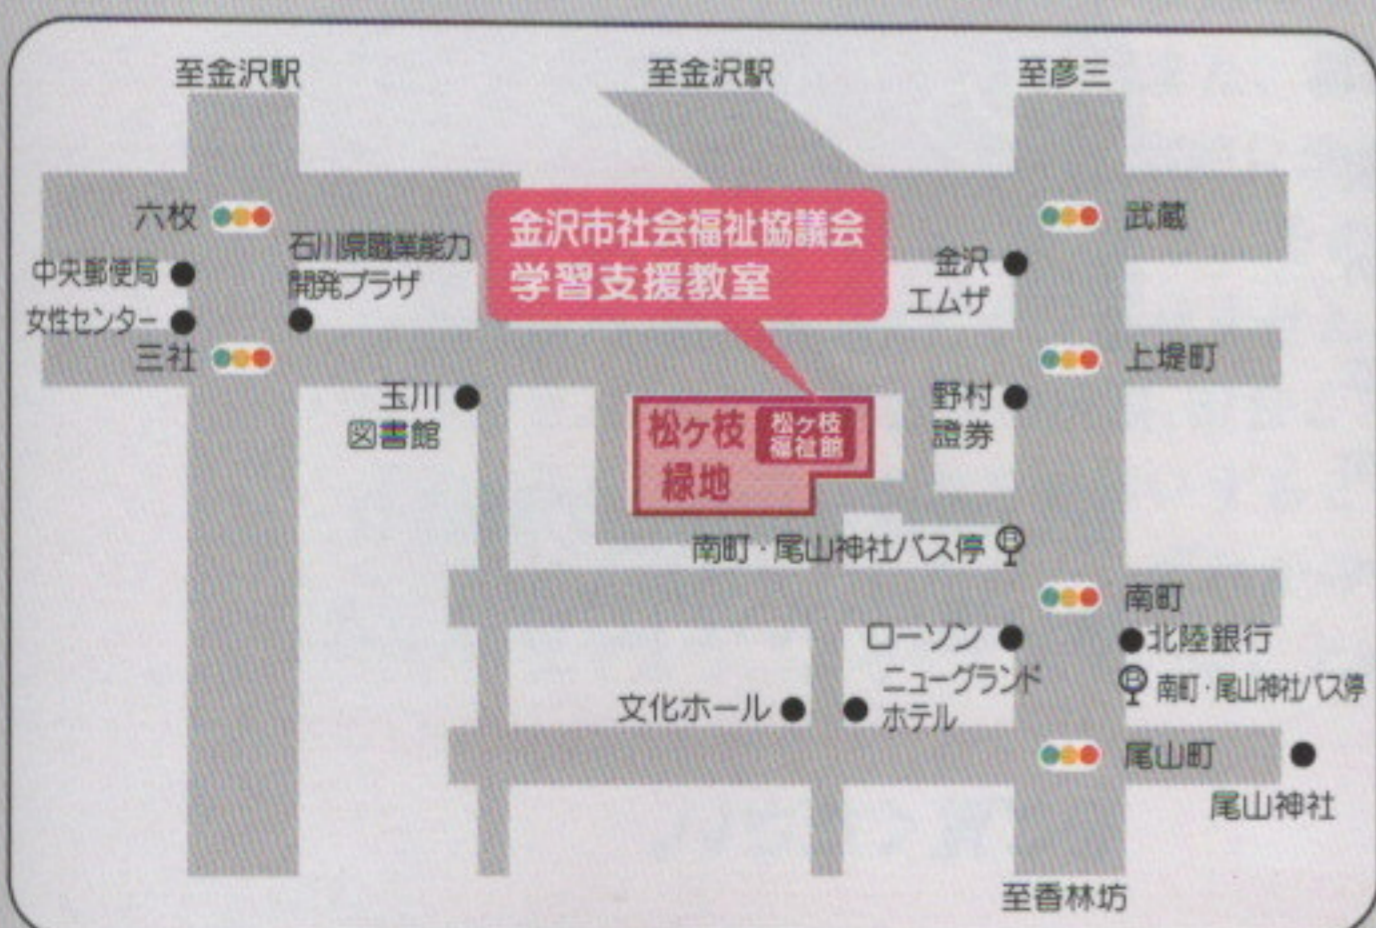 至金沢駅
至金沢駅
至彦三
六枚
武蔵
金沢市社会福祉協議会
学習支援教室
石川県職業能力
開発プラザ
中央郵便局
女性センター
金沢
エムザ
三社
上堤町
玉川
図書館
松ヶ枝
緑地
松ヶ枝
福祉館
野村
證券
南町・尾山神社バス停
南町
ローソン
北陸銀行
ニューグランド
ホテル
南町・尾山神社バス停
文化ホール
尾山町
尾山神社
至香林坊